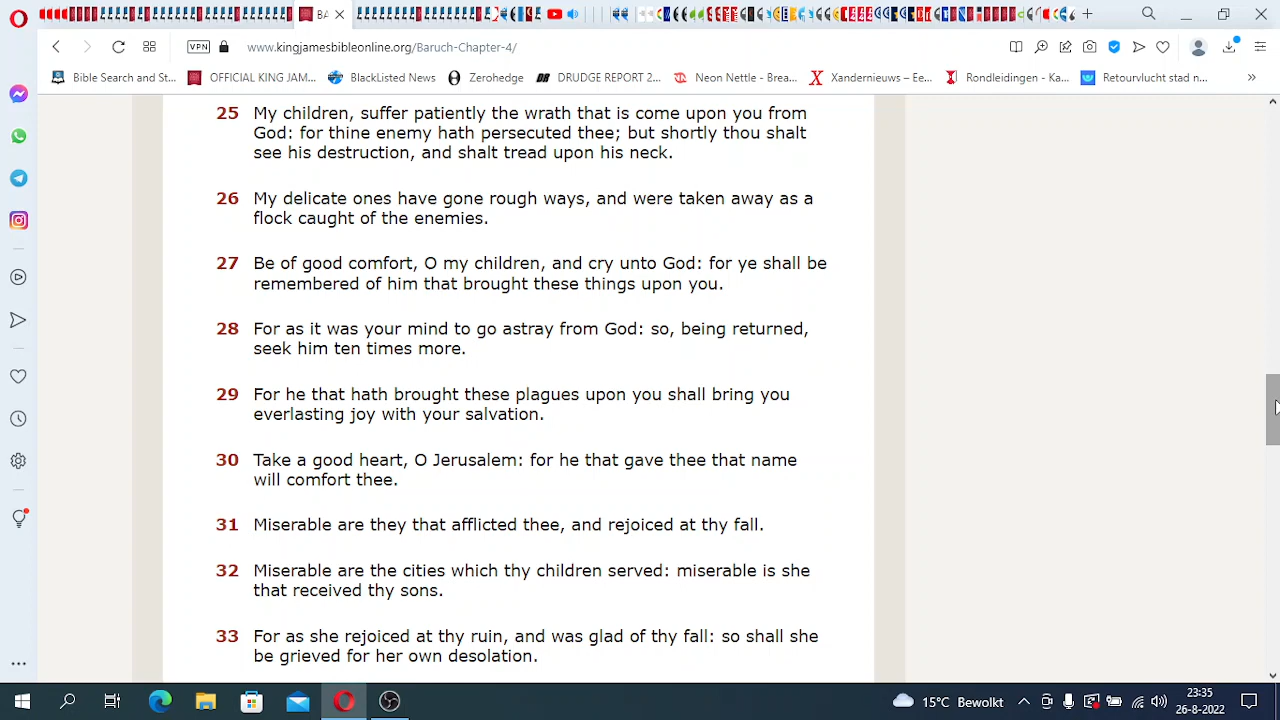 BA
VPN
www.kingjamesbibleonline.org/Baruch-Chapter-4/
Bible Search and St...
OFFICIAL KING JAM...
BlackListed News
Zerohedge
DRUDGE REPORT 2...
Neon Nettle - Brea...
Xandernieuws – Ee...
Rondleidingen - Ka...
Retourvlucht stad n...
25 My children, suffer patiently the wrath that is come upon you from
God: for thine enemy hath persecuted thee; but shortly thou shalt
see his destruction, and shalt tread upon his neck.
26 My delicate ones have gone rough ways, and were taken away as a
flock caught of the enemies.
27 Be of good comfort, O my children, and cry unto God: for ye shall be
remembered of him that brought these things upon you.
28 For as it was your mind to go astray from God: so, being returned,
seek him ten times more.
29 For he that hath brought these plagues upon you shall bring you
everlasting joy with your salvation.
30 Take a good heart, O Jerusalem: for he that gave thee that name
will comfort thee.
31 Miserable are they that afflicted thee, and rejoiced at thy fall.
32 Miserable are the cities which thy children served: miserable is she
that received thy sons.
33 For as she rejoiced at thy ruin, and was glad of thy fall: so shall she
be grieved for her own desolation.
15°C Bewolkt
23:35
26-8-2022